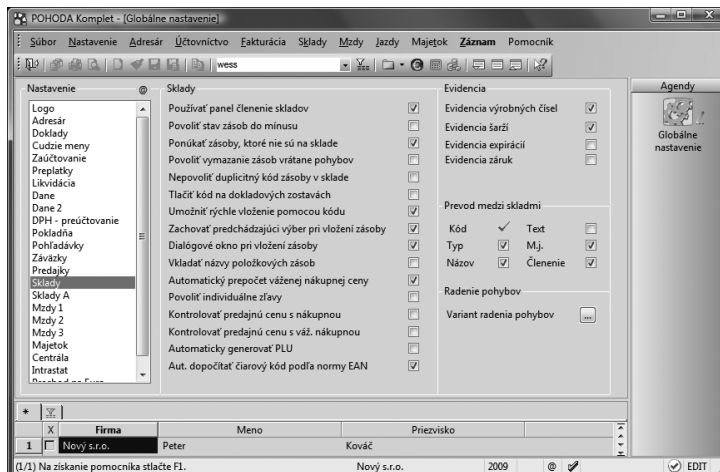 POHODA Komplet - [Globálne nastavenie]
Súbor Nastavenie Adresár Účtovníctvo Fakturácia Sklady Mzdy Jazdy Majetok Záznam Pomocník
wess
Nastavenie @
Logo
Adresár
Doklady
Cudzie meny
Zaúčtovanie
Preplatky
Likvidácia
Dane
Dane 2
DPH - preúčtovanie
Pokladňa
Pohľadávky
Záväzky
Predajky
Sklady
Sklady A
Mzdy 1
Mzdy 2
Mzdy 3
Majetok
Centrála
Intrastat
Sklady
Používať panel členenie skladov
Povoliť stav zásob do mínusu
Ponúkať zásoby, ktoré nie sú na sklade
Povoliť vymazanie zásob vrátane pohybov
Nepovoliť duplicitný kód zásoby v sklade
Tlačiť kód na dokladových zostavách
Umožniť rýchle vloženie pomocou kódu
Zachovať predchádzajúci výber pri vložení zásoby
Dialógové okno pri vložení zásoby
Vkladať názvy položkových zásob
Automatický prepočet váženej nákupnej ceny
Povoliť individuálne zľavy
Kontrolovať predajnú cenu s nákupnou
Kontrolovať predajnú cenu s váž. nákupnou
Automaticky generovať PLU
Aut. dopočítať čiarový kód podľa normy EAN
Evidencia
Evidencia výrobných čísel
Evidencia šarží
Evidencia expirácií
Evidencia záruk
Prevod medzi skladmi
Kód Text
Typ M.j.
Názov Členenie
Radenie pohybov
Variant radenia pohybov ...
Agendy
Globálne
nastavenie
X Firma Meno Priezvisko
1 Nový s.r.o. Peter Kováč
(1/1) Na získanie pomocníka stlačte F1. Nový s.r.o. 2009 @ EDIT